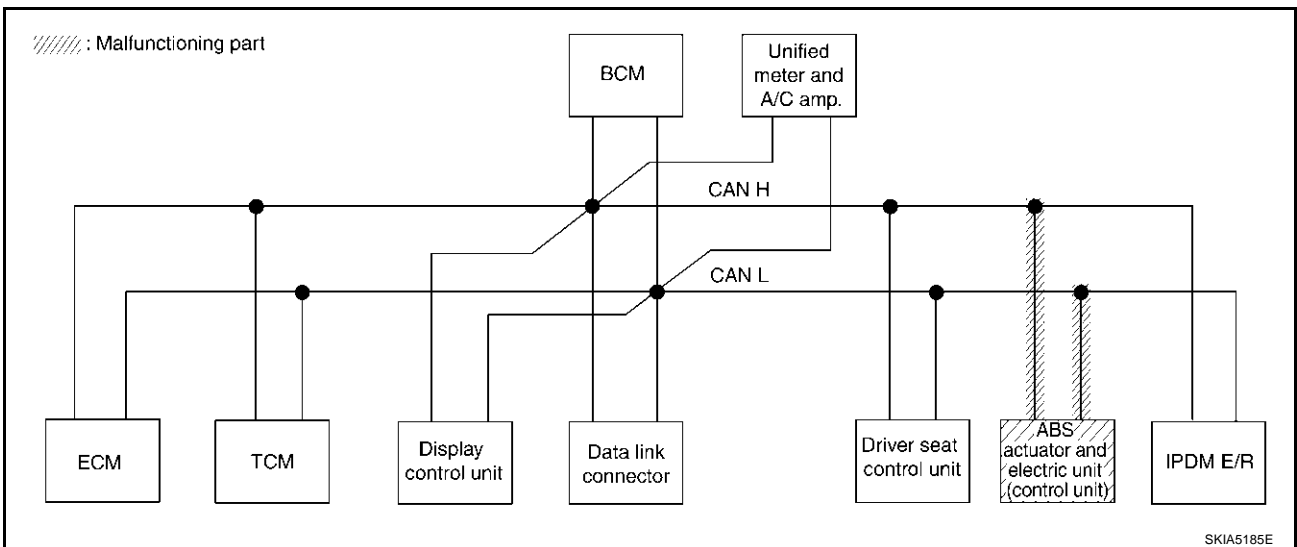 : Malfunctioning part
BCM
Unified
meter and
A/C amp.
CAN H
CAN L
ECM
TCM
Display
control unit
Data link
connector
Driver seat
control unit
ABS
actuator and
electric unit
(control unit)
IPDM E/R
SKIA5185E